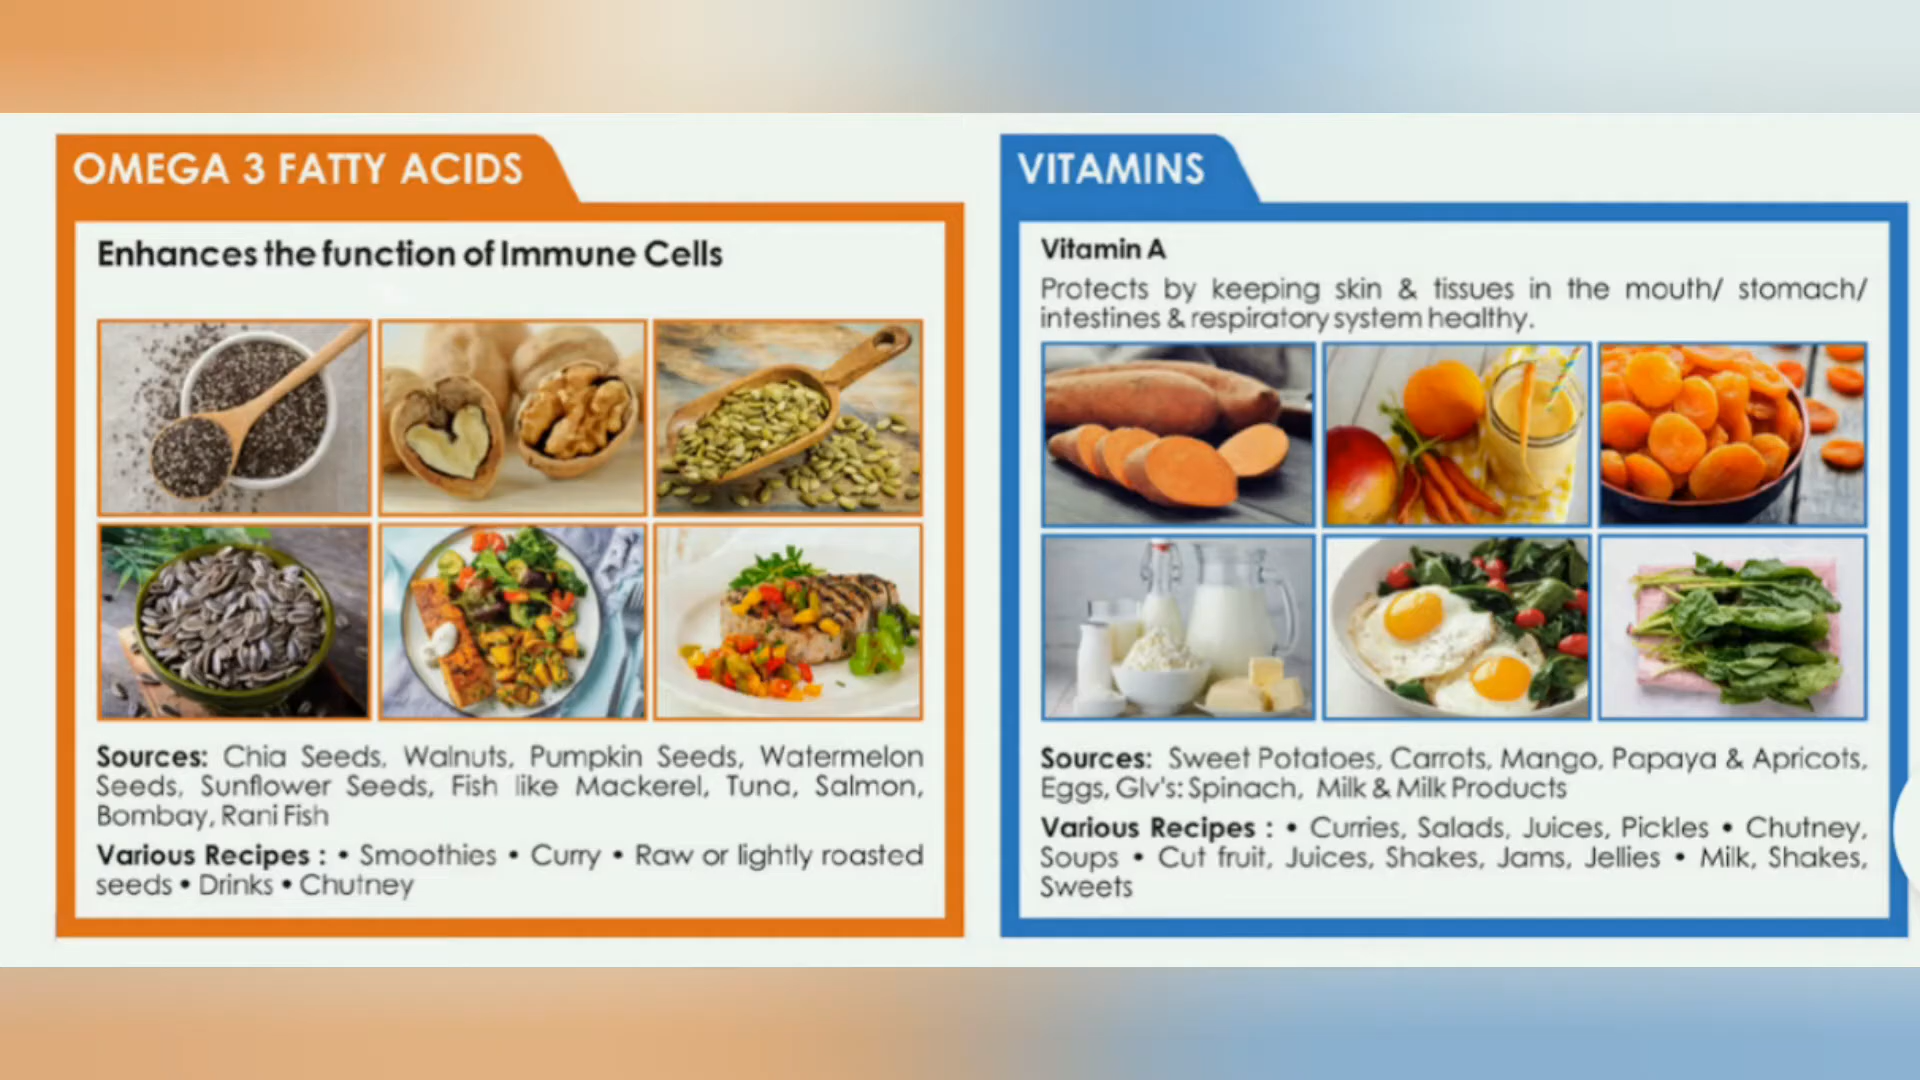 OMEGA 3 FATTY ACIDS
Enhances the function of Immune Cells
Sources: Chia Seeds, Walnuts, Pumpkin Seeds, Watermelon
Seeds, Sunflower Seeds, Fish like Mackerel, Tuna, Salmon,
Bombay, Rani Fish
Various Recipes : • Smoothies • Curry • Raw or lightly roasted
seeds • Drinks • Chutney
VITAMINS
Vitamin A
Protects by keeping skin & tissues in the mouth/ stomach/
intestines & respiratory system healthy.
Sources: Sweet Potatoes, Carrots, Mango, Papaya & Apricots,
Eggs, Glv's: Spinach, Milk & Milk Products
Various Recipes : • Curries, Salads, Juices, Pickles • Chutney,
Soups • Cut fruit, Juices, Shakes, Jams, Jellies • Milk, Shakes,
Sweets